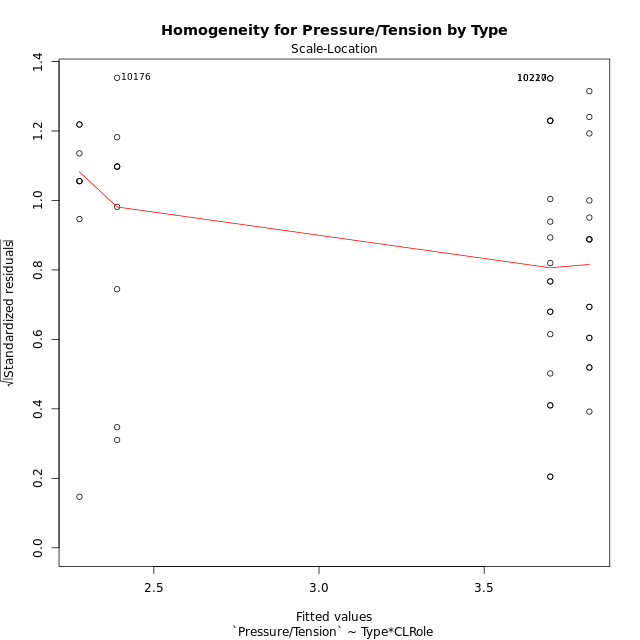 Homogeneity for Pressure/Tension by Type
Scale-Location
10176
1.4
1.2
1.0
0.8
0.6
0.4
0.2
0.0
√|Standardized residuals|
2.5 3.0 3.5
Fitted values
`Pressure/Tension` ~ Type*CLRole